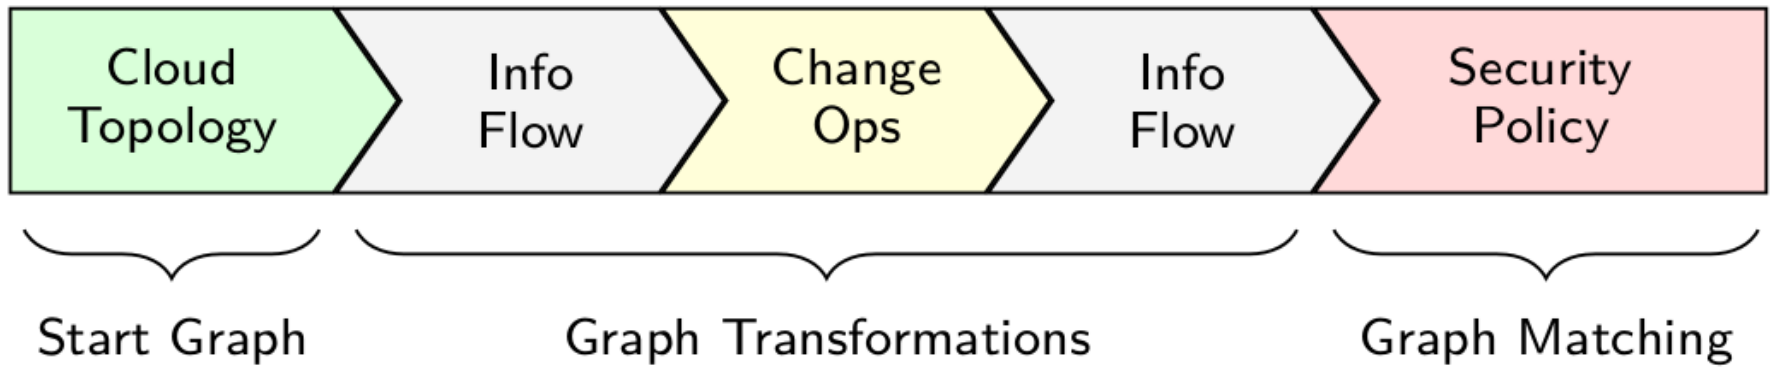 Cloud
Topology
Info
Flow
Change
Ops
Info
Flow
Security
Policy
Start Graph
Graph Transformations
Graph Matching